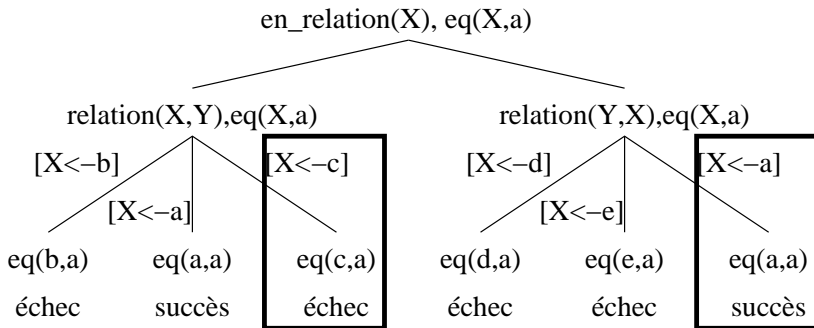 en_relation(X), eq(X,a)
relation(X,Y),eq(X,a) relation(Y,X),eq(X,a)
[X<−b] [X<−c] [X<−d] [X<−a]
[X<−a] [X<−e]
eq(b,a) eq(a,a) eq(c,a) eq(d,a) eq(e,a) eq(a,a)
échec succès échec échec échec succès